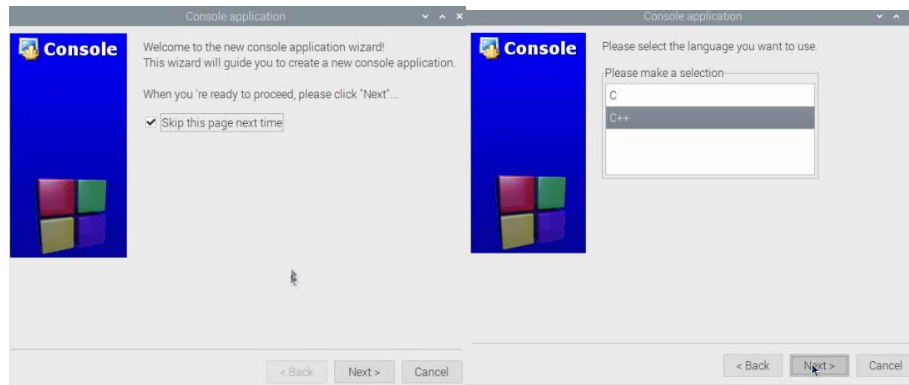 Console application
Console
Welcome to the new console application wizard!
This wizard will guide you to create a new console application.
When you 're ready to proceed, please click "Next"...
Skip this page next time
< Back
Next >
Cancel
Console application
Console
Please select the language you want to use.
Please make a selection
C
C++
< Back
Next >
Cancel